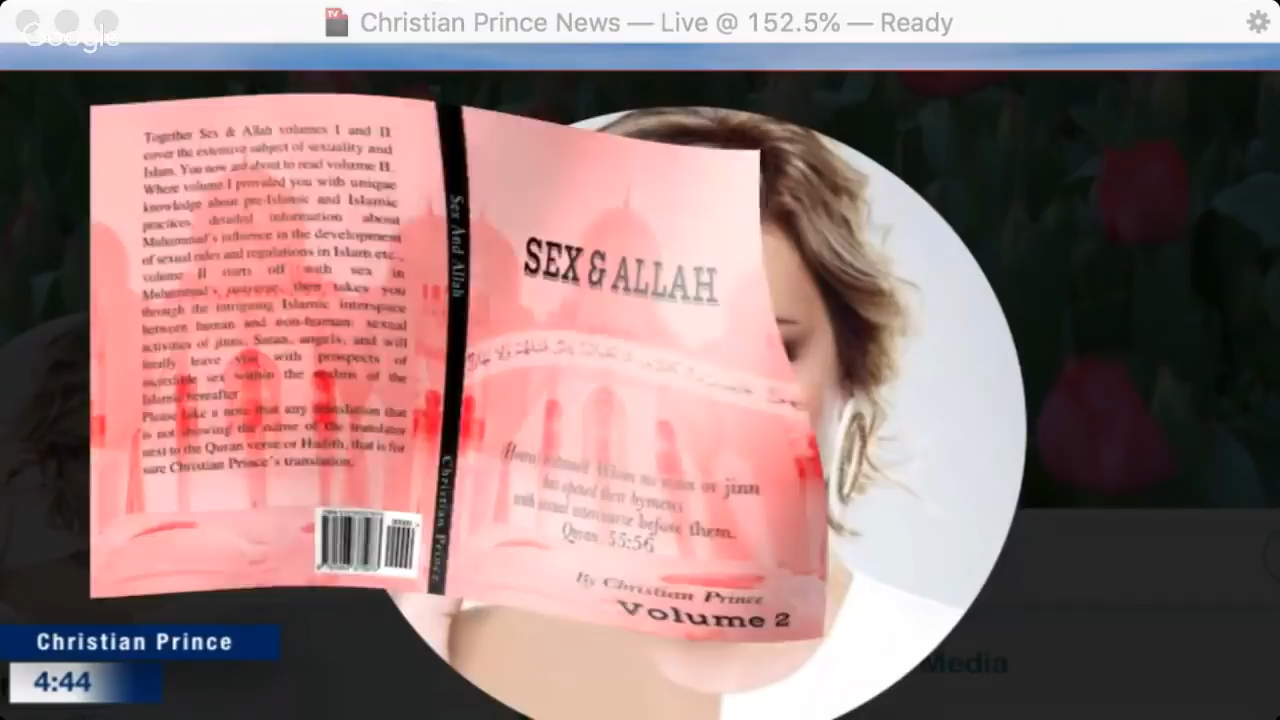 Christian Prince News — Live @ 152.5% — Ready
Google
Together Sex & Allah volumes I and II
cover the extensive subject of sexuality and
Islam. You now are about to read volume II.
Where volume I provided you with unique
knowledge about pre-Islamic and Islamic
practices detailed information about
Muhammad's influence in the development
of sexual rules and regulations in Islam etc.,
volume II starts off with sex in
Muhammad's universe, then takes you
through the intriguing Islamic interspace
between human and non-human sexual
activities of jinns, Satan, angels, and will
finally leave you with prospects of
incredible sex within the realms of the
Islamic hereafter
Please take a note that any translation that
is not showing the name of the translator
next to the Quran verse or Hadith, that is for
sure Christian Prince's translation.
Sex And Allah
Christian Prince
SEX & ALLAH
Whom no man or jinn
has opened their hymens
with sexual intercourse before them.
Quran 55:56
By Christian Prince
Volume 2
Christian Prince
4:44
Media